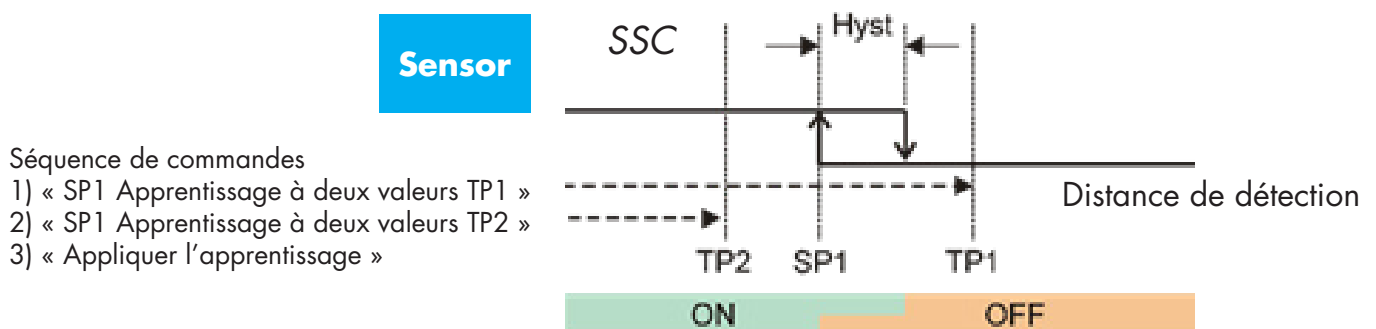 Sensor
SSC
Hyst
Séquence de commandes
1) « SP1 Apprentissage à deux valeurs TP1 »
2) « SP1 Apprentissage à deux valeurs TP2 »
3) « Appliquer l’apprentissage »
Distance de détection
TP2 SP1 TP1
ON OFF